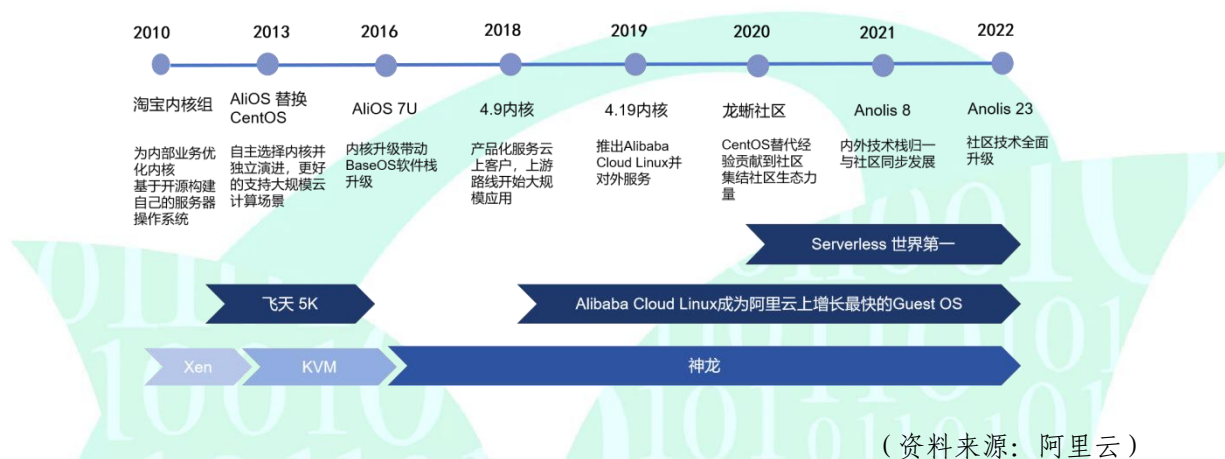 2010
2013
2016
2018
2019
2020
2021
2022
淘宝内核组
为内部业务优
化内核
基于开源构建
自己的服务器
操作系统
AliOS 替换
CentOS
自主选择内核并
独立演进，更好
的支持大规模云
计算场景
AliOS 7U
内核升级带动
BaseOS软件栈
升级
4.9内核
产品化服务云
上客户，上游
路线开始大规
模应用
4.19内核
推出Alibaba
Cloud Linux并
对外服务
龙蜥社区
CentOS替代经
验贡献到社区
集结社区生态力
量
Anolis 8
内外技术栈归一
与社区同步发展
Anolis 23
社区技术全面
升级
Serverless 世界第一
飞天 5K
Alibaba Cloud Linux成为阿里云上增长最快的Guest OS
Xen
KVM
神龙
（资料来源：阿里云）